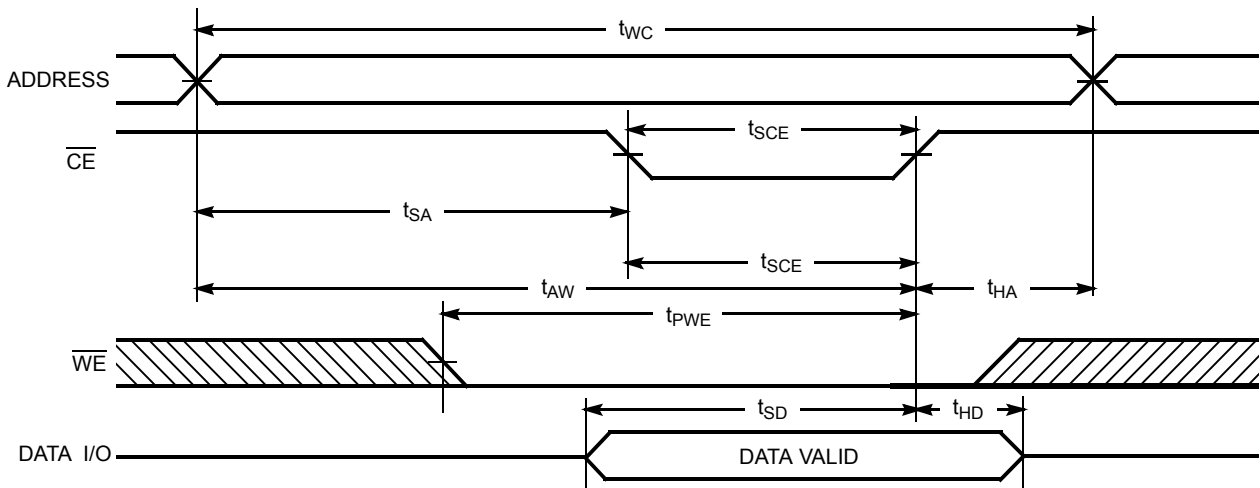 tWC
ADDRESS
tSCE
CE
tSA
tSCE
tAW
tHA
tPWE
WE
tSD
tHD
DATA I/O
DATA VALID